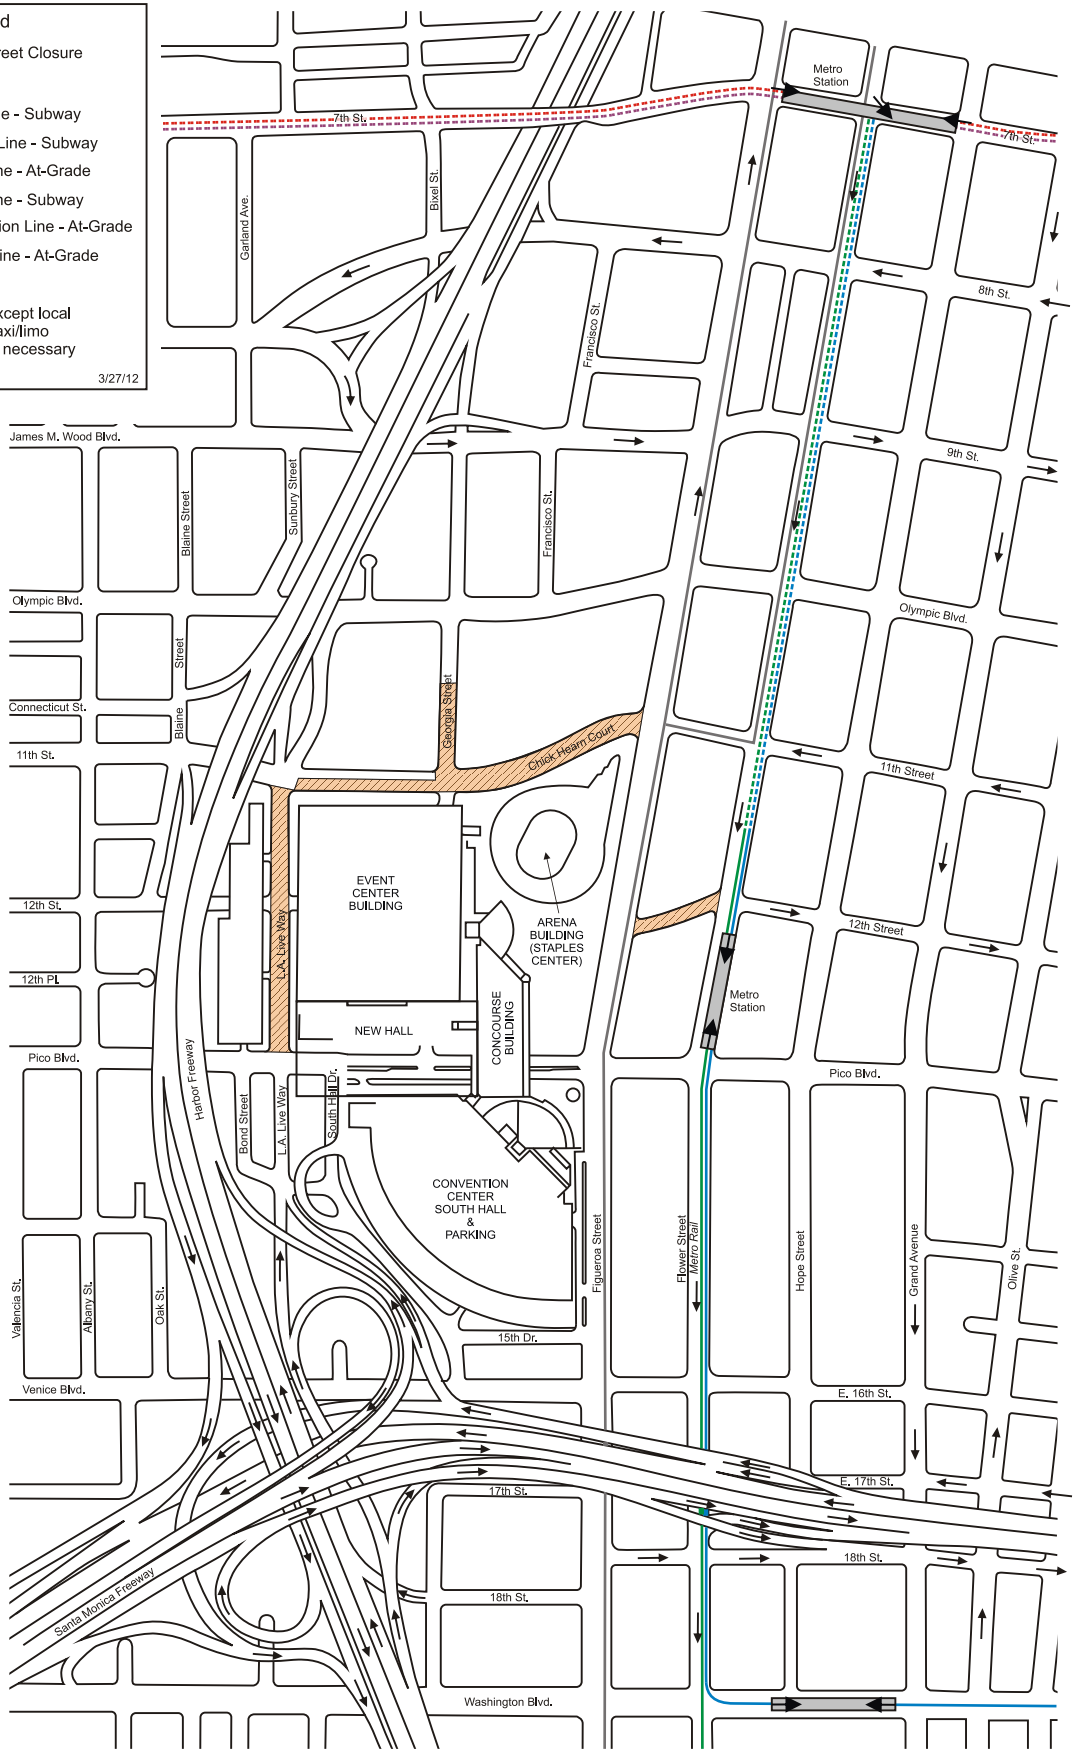 d
reet Closure
e - Subway
Line - Subway
ne - At-Grade
ne - Subway
ion Line - At-Grade
ine - At-Grade
xcept local
axi/limo
necessary
3/27/12
Metro
Station
7th St.
7th St.
Bixel St.
Garland Ave.
8th St.
Francisco St.
James M. Wood Blvd.
9th St.
Blaine Street
Sunbury Street
Francisco St.
Olympic Blvd.
Olympic Blvd.
Blaine Street
Connecticut St.
Georgia Street
Chick Hearn Court
11th St.
11th Street
EVENT
CENTER
BUILDING
ARENA
BUILDING
(STAPLES
CENTER)
12th St.
12th Street
L.A. Live Way
12th Pl.
Metro
Station
NEW HALL
CONCOURSE
BUILDING
Pico Blvd.
Pico Blvd.
Harbor Freeway
Bond Street
L.A. Live Way
South Hall Dr.
CONVENTION
CENTER
SOUTH HALL
&
PARKING
Figueroa Street
Flower Street
Metro Rail
Hope Street
Grand Avenue
Olive St.
Valencia St.
Albany St.
Oak St.
15th Dr.
Venice Blvd.
E. 16th St.
E. 17th St.
17th St.
18th St.
18th St.
Santa Monica Freeway
Washington Blvd.